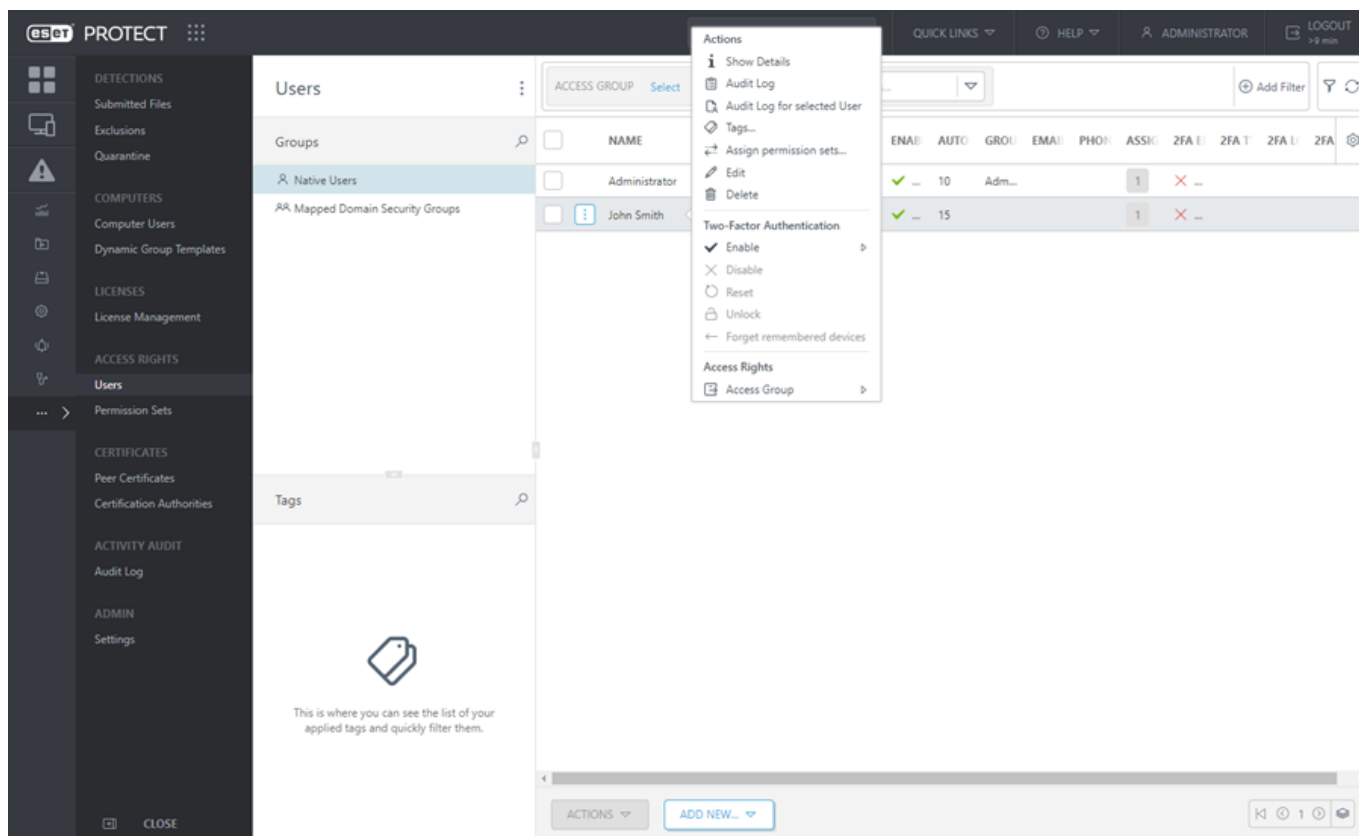 eset PROTECT
QUICK LINKS
HELP
ADMINISTRATOR
LOGOUT
>9 min
DETECTIONS
Submitted Files
Exclusions
Quarantine
COMPUTERS
Computer Users
Dynamic Group Templates
LICENSES
License Management
ACCESS RIGHTS
Users
Permission Sets
CERTIFICATES
Peer Certificates
Certification Authorities
ACTIVITY AUDIT
Audit Log
ADMIN
Settings
CLOSE
Users
Groups
Native Users
Mapped Domain Security Groups
Tags
This is where you can see the list of your
applied tags and quickly filter them.
ACCESS GROUP Select
Add Filter
NAME ENAB AUTO GROU EMAI PHON ASSIG 2FA E 2FA T 2FA L 2FA
Administrator ... 10 Adm... 1 ...
John Smith ... 15 1 ...
Actions
Show Details
Audit Log
Audit Log for selected User
Tags...
Assign permission sets...
Edit
Delete
Two-Factor Authentication
Enable
Disable
Reset
Unlock
Forget remembered devices
Access Rights
Access Group
ACTIONS
ADD NEW...
1